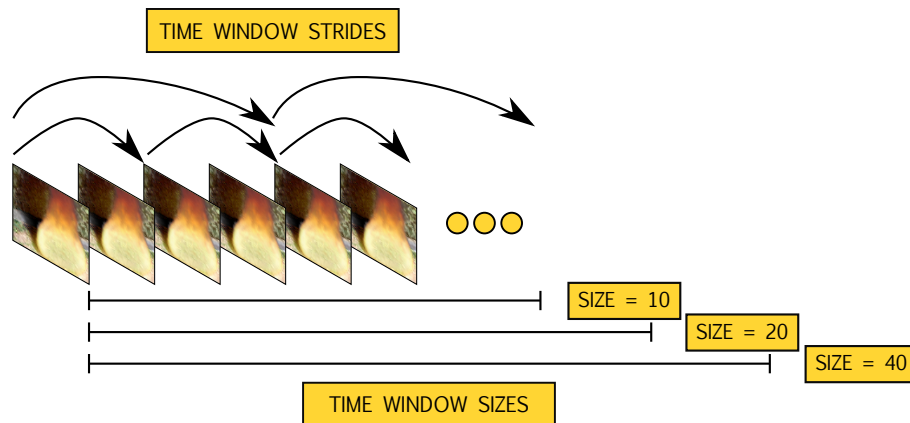 TIME WINDOW STRIDES
SIZE = 10
SIZE = 20
SIZE = 40
TIME WINDOW SIZES